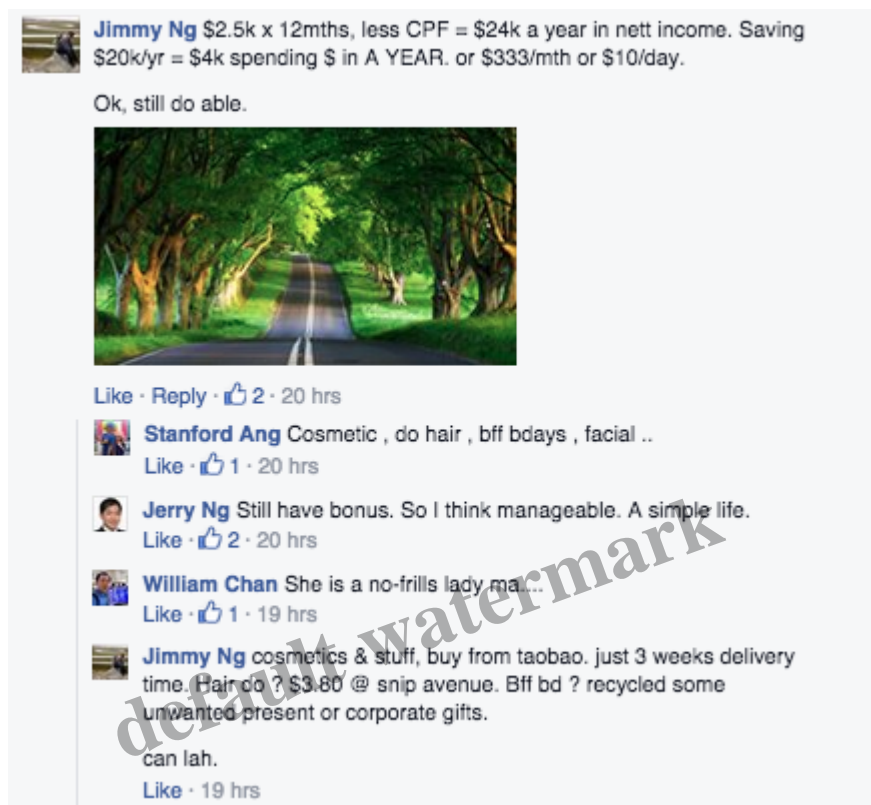 Jimmy Ng $2.5k x 12mths, less CPF = $24k a year in nett income. Saving
$20k/yr = $4k spending $ in A YEAR. or $333/mth or $10/day.
Ok, still do able.
Like · Reply · 2 · 20 hrs
Stanford Ang Cosmetic , do hair , bff bdays , facial ..
Like · 1 · 20 hrs
Jerry Ng Still have bonus. So I think manageable. A simple life.
Like · 2 · 20 hrs
William Chan She is a no-frills lady ma....
Like · 1 · 19 hrs
Jimmy Ng cosmetics & stuff, buy from taobao. just 3 weeks delivery
time. Hair do ? $3.80 @ snip avenue. Bff bd ? recycled some
unwanted present or corporate gifts.
can lah.
Like · 19 hrs
default watermark